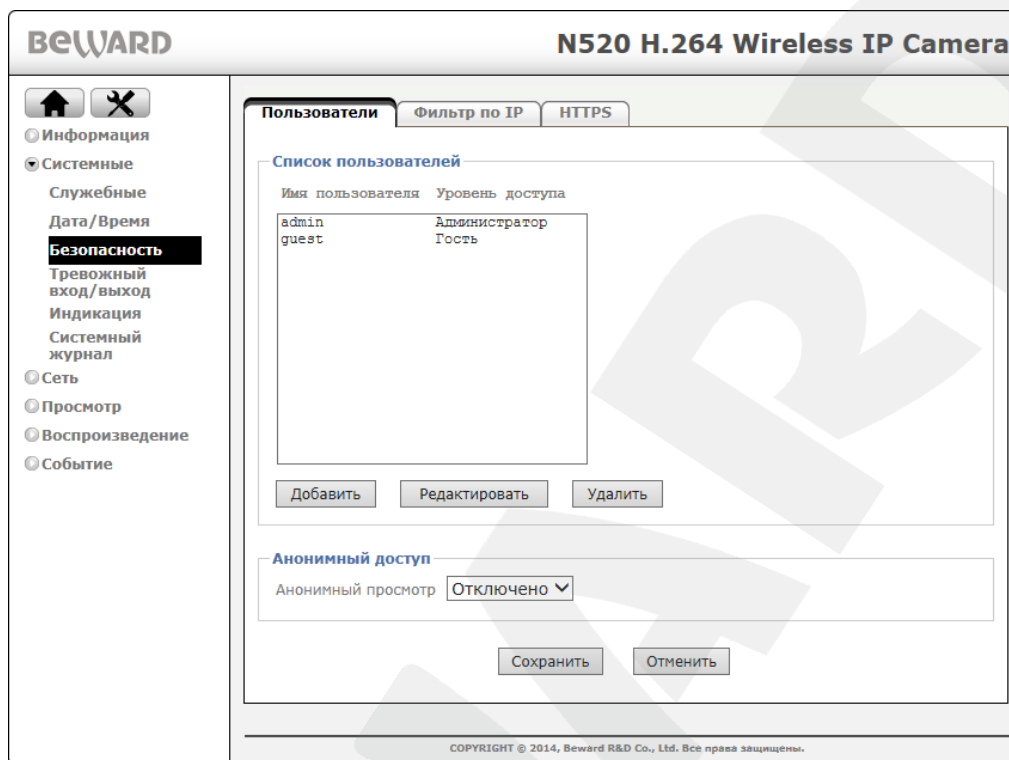 BEWARD
N520 H.264 Wireless IP Camera
Информация
Системные
Служебные
Дата/Время
Безопасность
Тревожный
вход/выход
Индикация
Системный
журнал
Сеть
Просмотр
Воспроизведение
Событие
Пользователи Фильтр по IP HTTPS
Список пользователей
Имя пользователя Уровень доступа
admin Администратор
guest Гость
Добавить Редактировать Удалить
Анонимный доступ
Анонимный просмотр Отключено
Сохранить Отменить
COPYRIGHT © 2014, Beward R&D Co., Ltd. Все права защищены.